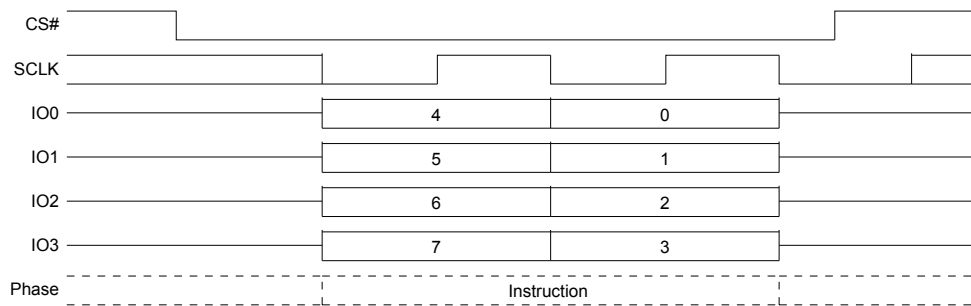 CS#
SCLK
IO0 4 0
IO1 5 1
IO2 6 2
IO3 7 3
Phase Instruction